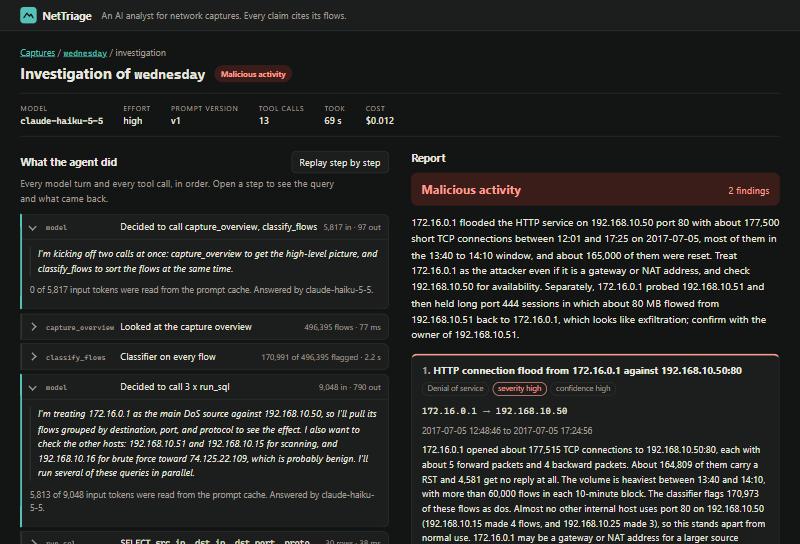 NetTriage An AI analyst for network captures. Every claim cites its flows.
Captures / wednesday / investigation
Investigation of wednesday Malicious activity
MODEL EFFORT PROMPT VERSION TOOL CALLS TOOK COST
claude-haiku-5-5 high v1 13 69 s $0.012
What the agent did
Replay step by step
Every model turn and every tool call, in order. Open a step to see the query
and what came back.
model Decided to call capture_overview, classify_flows 5,817 in · 97 out
I'm kicking off two calls at once: capture_overview to get the high-level picture, and
classify_flows to sort the flows at the same time.
0 of 5,817 input tokens were read from the prompt cache. Answered by claude-haiku-5-5.
capture_overview Looked at the capture overview 496,395 flows · 77 ms
classify_flows Classifier on every flow 170,991 of 496,395 flagged · 2.2 s
model Decided to call 3 x run_sql 9,048 in · 790 out
I'm treating 172.16.0.1 as the main DoS source against 192.168.10.50, so I'll pull its
flows grouped by destination, port, and protocol to see the effect. I also want to
check the other hosts: 192.168.10.51 and 192.168.10.15 for scanning, and
192.168.10.16 for brute force toward 74.125.22.109, which is probably benign. I'll
run several of these queries in parallel.
5,813 of 9,048 input tokens were read from the prompt cache. Answered by claude-haiku-
5-5.
run_sql SELECT src_ip, dst_ip, dst_port, proto, 30 rows · 38 ms
Report
Malicious activity 2 findings
172.16.0.1 flooded the HTTP service on 192.168.10.50 port 80 with about 177,500
short TCP connections between 12:01 and 17:25 on 2017-07-05, most of them in
the 13:40 to 14:10 window, and about 165,000 of them were reset. Treat
172.16.0.1 as the attacker even if it is a gateway or NAT address, and check
192.168.10.50 for availability. Separately, 172.16.0.1 probed 192.168.10.51 and
then held long port 444 sessions in which about 80 MB flowed from
192.168.10.51 back to 172.16.0.1, which looks like exfiltration; confirm with the
owner of 192.168.10.51.
1. HTTP connection flood from 172.16.0.1 against 192.168.10.50:80
Denial of service severity high confidence high
172.16.0.1 → 192.168.10.50
2017-07-05 12:48:46 to 2017-07-05 17:24:56
172.16.0.1 opened about 177,515 TCP connections to 192.168.10.50:80, each with
about 5 forward packets and 4 backward packets. About 164,809 of them carry a
RST and 4,581 get no reply at all. The volume is heaviest between 13:40 and 14:10,
with more than 60,000 flows in each 10-minute block. The classifier flags 170,973
of these flows as dos. Almost no other internal host uses port 80 on 192.168.10.50
(192.168.10.15 made 4 flows, and 192.168.10.25 made 3), so this stands apart from
normal use. 172.16.0.1 may be a gateway or NAT address for a larger source